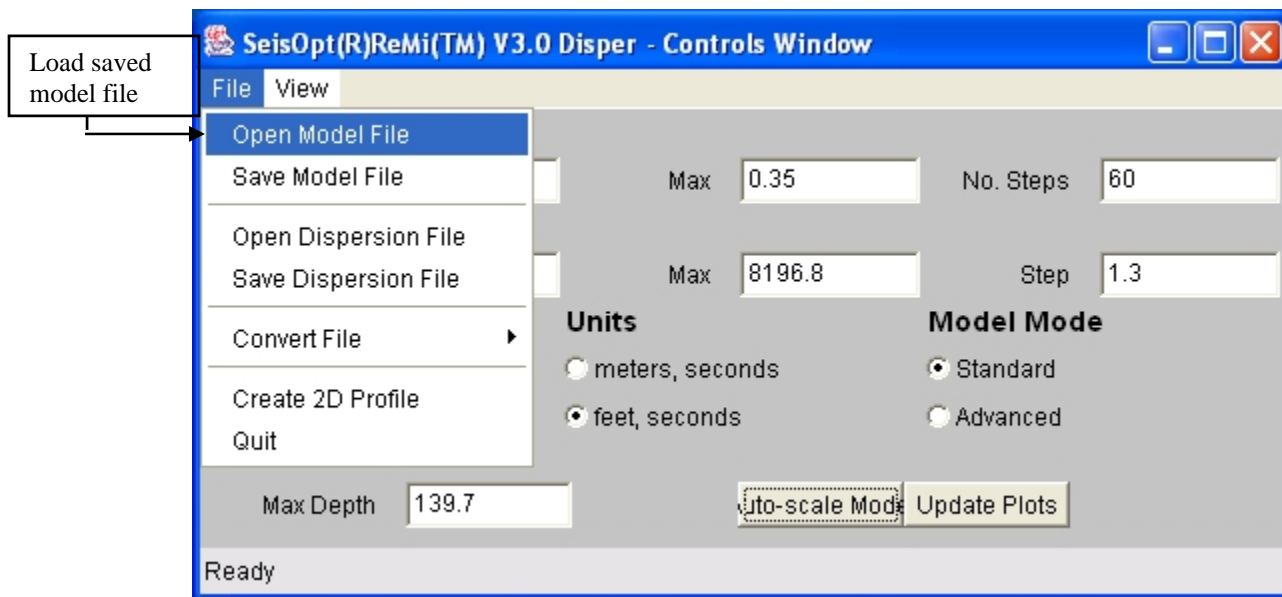 Load saved
model file
SeisOpt(R)ReMi(TM) V3.0 Disper - Controls Window
File View
Open Model File
Save Model File
Open Dispersion File
Save Dispersion File
Convert File
Create 2D Profile
Quit
Max 0.35 No. Steps 60
Max 8196.8 Step 1.3
Units Model Mode
meters, seconds Standard
feet, seconds Advanced
Max Depth 139.7 uto-scale Mode Update Plots
Ready